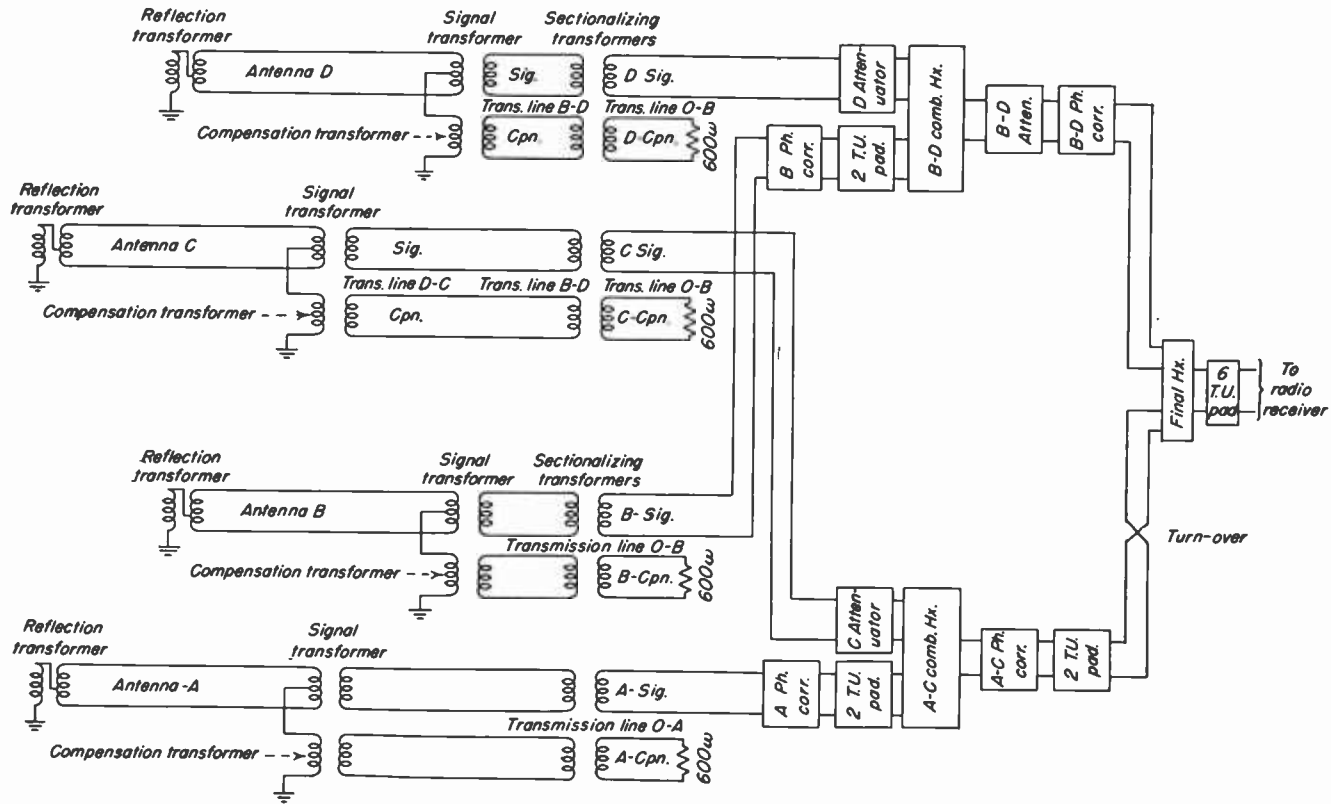 Reflection
transformer
Signal
transformer
Sectionalizing
transformers
Antenna D
Sig.
D Sig.
D Atten-
uator
B-D comb. Hx.
B-D
Atten.
B-D Ph.
corr.
Trans. line B-D
Trans. line O-B
Compensation transformer
Cpn.
D-Cpn.
600ω
B Ph.
corr.
2 T.U.
pad.
Reflection
transformer
Signal
transformer
Antenna C
Sig.
C Sig.
Trans. line D-C
Trans. line B-D
Trans. line O-B
Compensation transformer
Cpn.
C-Cpn.
600ω
Final Hx.
6
T.U.
pad
To
radio
receiver
Reflection
transformer
Signal
transformer
Sectionalizing
transformers
Antenna B
B-Sig.
Turn-over
Transmission line O-B
Compensation transformer
B-Cpn.
600ω
C Atten-
uator
A-C comb. Hx.
A-C Ph.
corr.
2 T.U.
pad.
Reflection
transformer
Signal
transformer
Antenna-A
A-Sig.
A Ph.
corr.
2 T.U.
pad.
Transmission line O-A
Compensation transformer
A-Cpn.
600ω